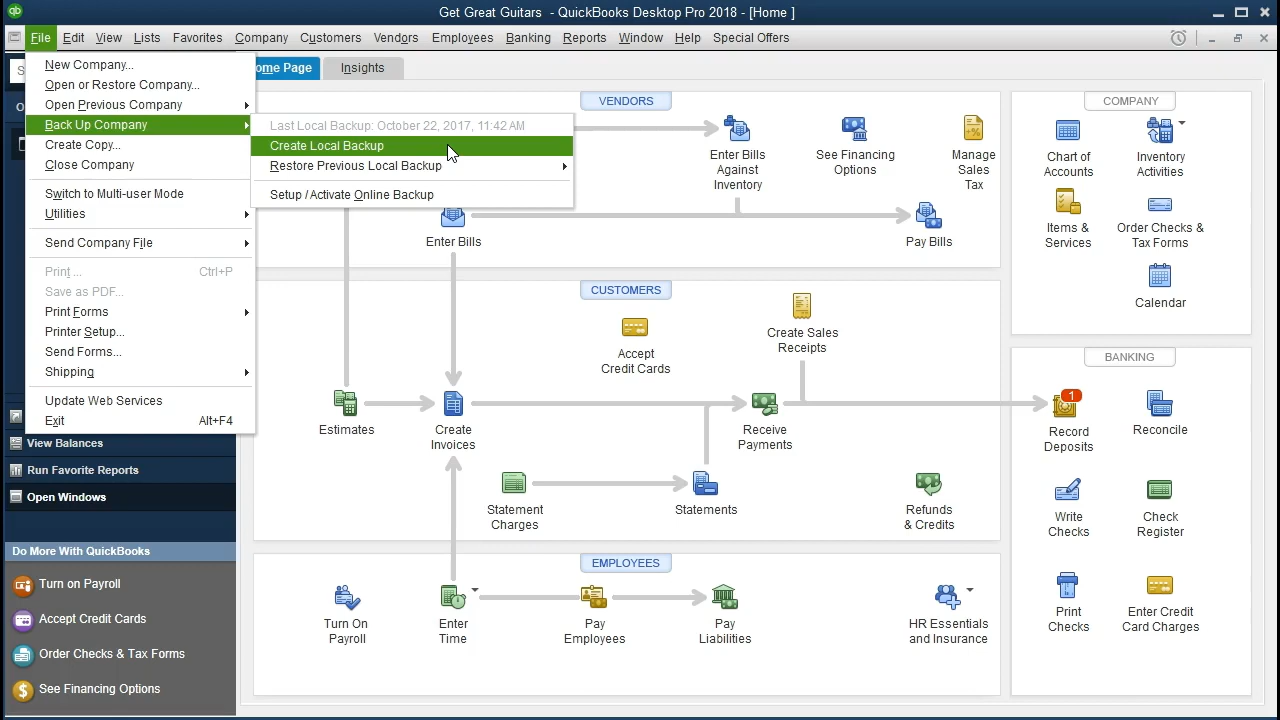 Get Great Guitars - QuickBooks Desktop Pro 2018 - [Home ]
File Edit View Lists Favorites Company Customers Vendors Employees Banking Reports Window Help Special Offers
New Company...
Open or Restore Company...
Open Previous Company
Back Up Company
Create Copy...
Close Company
Switch to Multi-user Mode
Utilities
Send Company File
Print ... Ctrl+P
Save as PDF...
Print Forms
Printer Setup...
Send Forms...
Shipping
Update Web Services
Exit Alt+F4
Last Local Backup: October 22, 2017, 11:42 AM
Create Local Backup
Restore Previous Local Backup
Setup / Activate Online Backup
ome Page
Insights
VENDORS
Enter Bills
Against
Inventory
See Financing
Options
Manage
Sales
Tax
Enter Bills
Pay Bills
CUSTOMERS
Accept
Credit Cards
Create Sales
Receipts
Estimates
Create
Invoices
Receive
Payments
Statement
Charges
Statements
Refunds
& Credits
EMPLOYEES
Turn On
Payroll
Enter
Time
Pay
Employees
Pay
Liabilities
HR Essentials
and Insurance
COMPANY
Chart of
Accounts
Inventory
Activities
Items &
Services
Order Checks &
Tax Forms
Calendar
BANKING
1
Record
Deposits
Reconcile
Write
Checks
Check
Register
Print
Checks
Enter Credit
Card Charges
View Balances
Run Favorite Reports
Open Windows
Do More With QuickBooks
Turn on Payroll
Accept Credit Cards
Order Checks & Tax Forms
See Financing Options